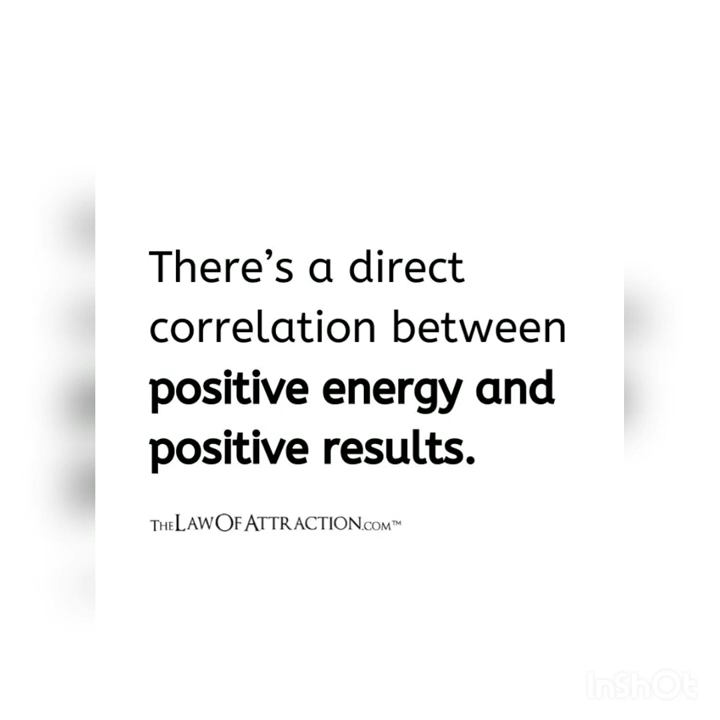 There’s a direct
correlation between
positive energy and
positive results.
THELAWOFATTRACTION.COM™
InShOt